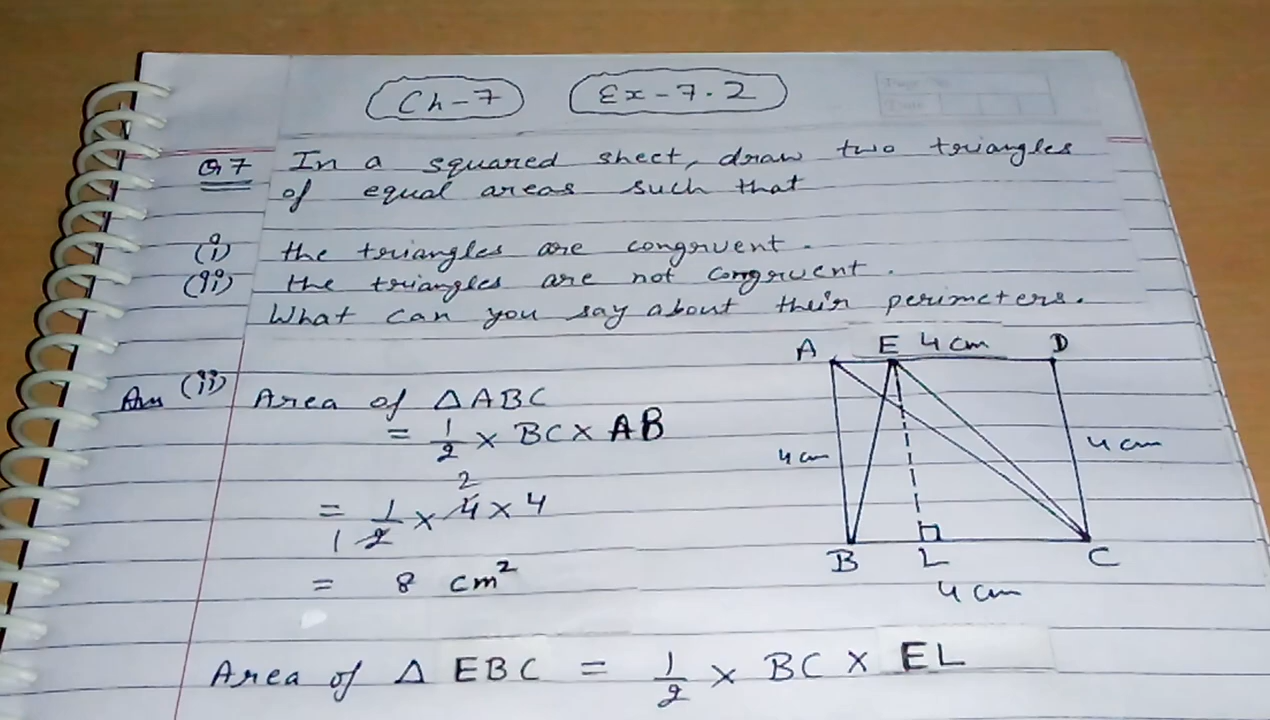 Ch-7 Ex-7.2
Q7 In a squared sheet, draw two triangles
of equal areas such that
(i) the triangles are congruent.
(ii) the triangles are not congruent.
What can you say about their perimeters.
A E 4 cm D
Ans (ii) Area of △ABC
= 1/2 × BC × AB
4 cm 4 cm
2
= 1/2 × 4 × 4
1
B L C
= 8 cm²
4 cm
Area of △ EBC = 1/2 × BC × EL